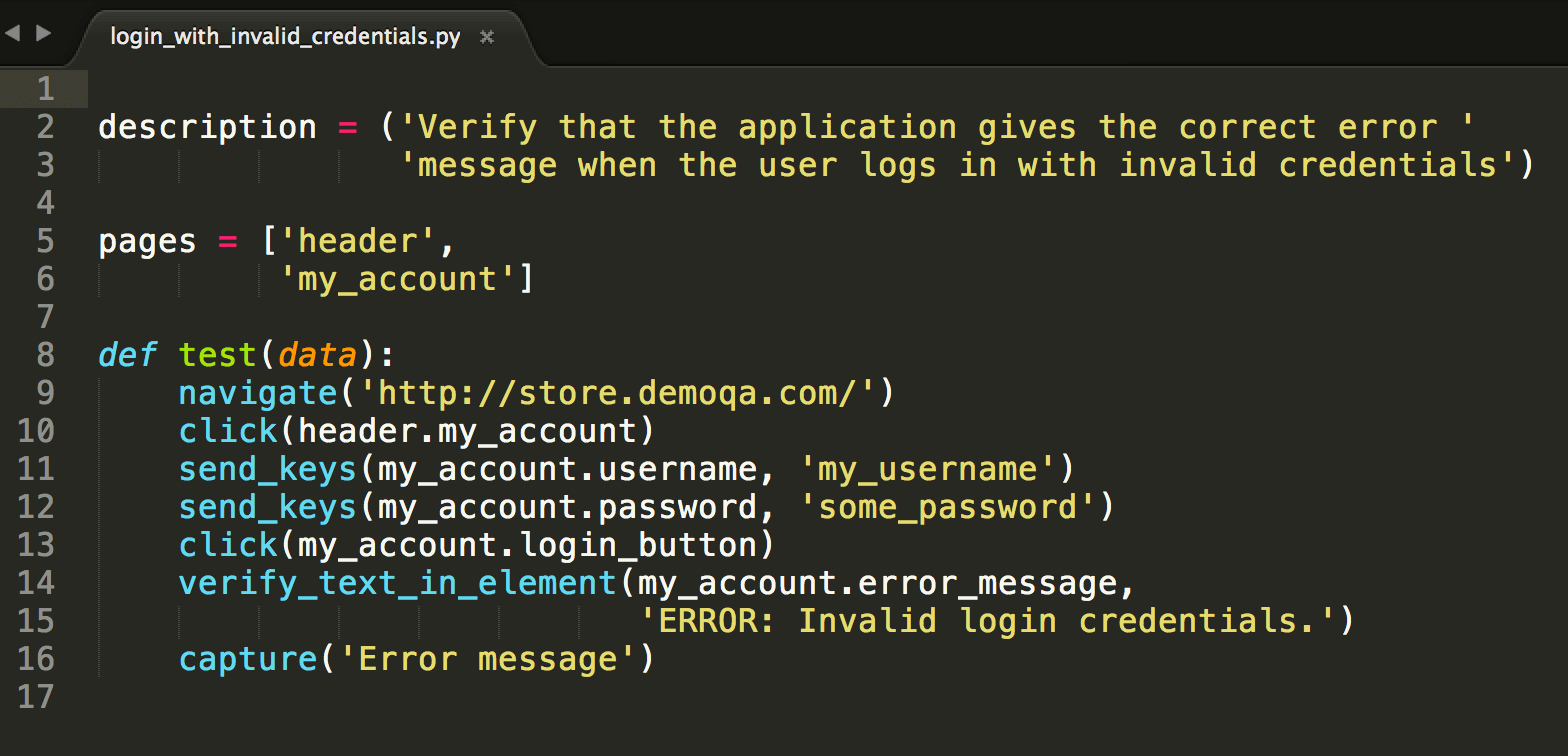 login_with_invalid_credentials.py ×
1
2 description = ('Verify that the application gives the correct error '
3 'message when the user logs in with invalid credentials')
4
5 pages = ['header',
6 'my_account']
7
8 def test(data):
9 navigate('http://store.demoqa.com/')
10 click(header.my_account)
11 send_keys(my_account.username, 'my_username')
12 send_keys(my_account.password, 'some_password')
13 click(my_account.login_button)
14 verify_text_in_element(my_account.error_message,
15 'ERROR: Invalid login credentials.')
16 capture('Error message')
17